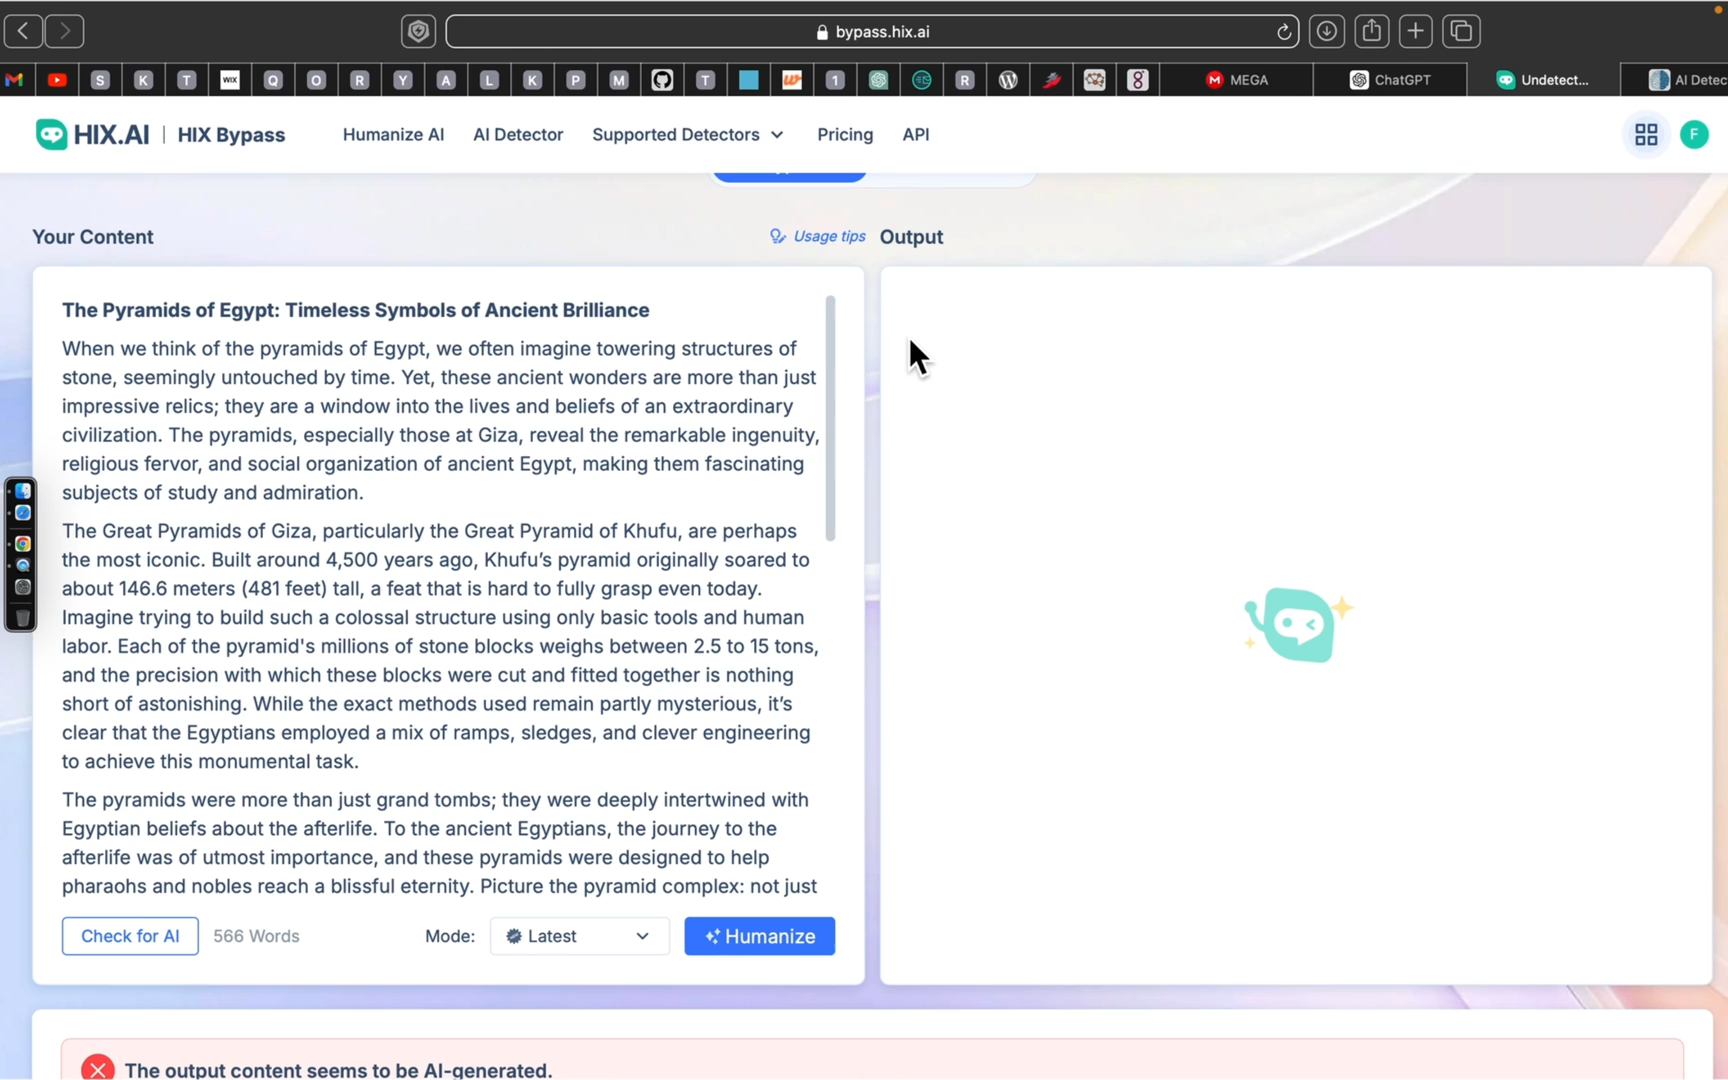 bypass.hix.ai
S K T WIX Q O R Y A L K P M T 1 R MEGA ChatGPT Undetect... AI Detec
HIX.AI | HIX Bypass Humanize AI AI Detector Supported Detectors Pricing API F
Your Content Usage tips Output
The Pyramids of Egypt: Timeless Symbols of Ancient Brilliance
When we think of the pyramids of Egypt, we often imagine towering structures of
stone, seemingly untouched by time. Yet, these ancient wonders are more than just
impressive relics; they are a window into the lives and beliefs of an extraordinary
civilization. The pyramids, especially those at Giza, reveal the remarkable ingenuity,
religious fervor, and social organization of ancient Egypt, making them fascinating
subjects of study and admiration.
The Great Pyramids of Giza, particularly the Great Pyramid of Khufu, are perhaps
the most iconic. Built around 4,500 years ago, Khufu’s pyramid originally soared to
about 146.6 meters (481 feet) tall, a feat that is hard to fully grasp even today.
Imagine trying to build such a colossal structure using only basic tools and human
labor. Each of the pyramid's millions of stone blocks weighs between 2.5 to 15 tons,
and the precision with which these blocks were cut and fitted together is nothing
short of astonishing. While the exact methods used remain partly mysterious, it’s
clear that the Egyptians employed a mix of ramps, sledges, and clever engineering
to achieve this monumental task.
The pyramids were more than just grand tombs; they were deeply intertwined with
Egyptian beliefs about the afterlife. To the ancient Egyptians, the journey to the
afterlife was of utmost importance, and these pyramids were designed to help
pharaohs and nobles reach a blissful eternity. Picture the pyramid complex: not just
Check for AI 566 Words Mode: Latest Humanize
The output content seems to be AI-generated.